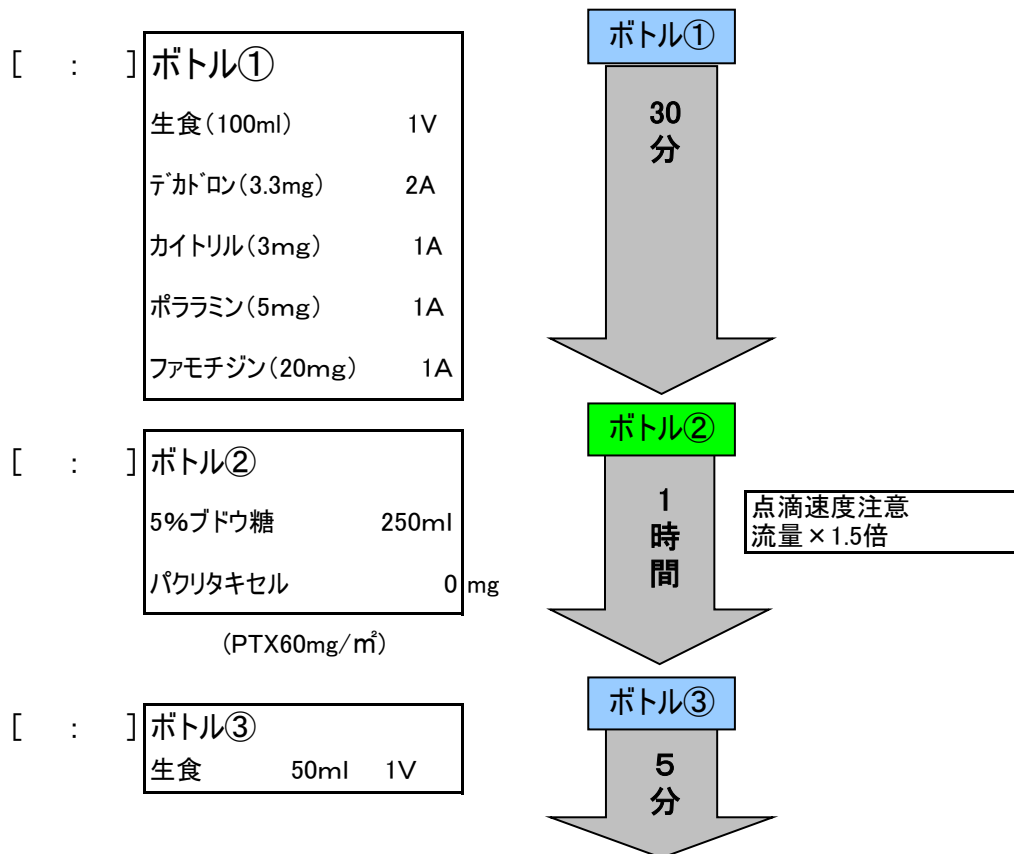 ボトル①
[ : ] ボトル①
生食(100ml) 1V
ﾃﾞｶﾄﾞﾛﾝ(3.3mg) 2A
カイトリル(3mg) 1A
ポララミン(5mg) 1A
ファモチジン(20mg) 1A
30
分
ボトル②
[ : ] ボトル②
5%ブドウ糖 250ml
パクリタキセル 0 mg
(PTX60mg/㎡)
1
時
間
点滴速度注意
流量×1.5倍
ボトル③
[ : ] ボトル③
生食 50ml 1V
5
分